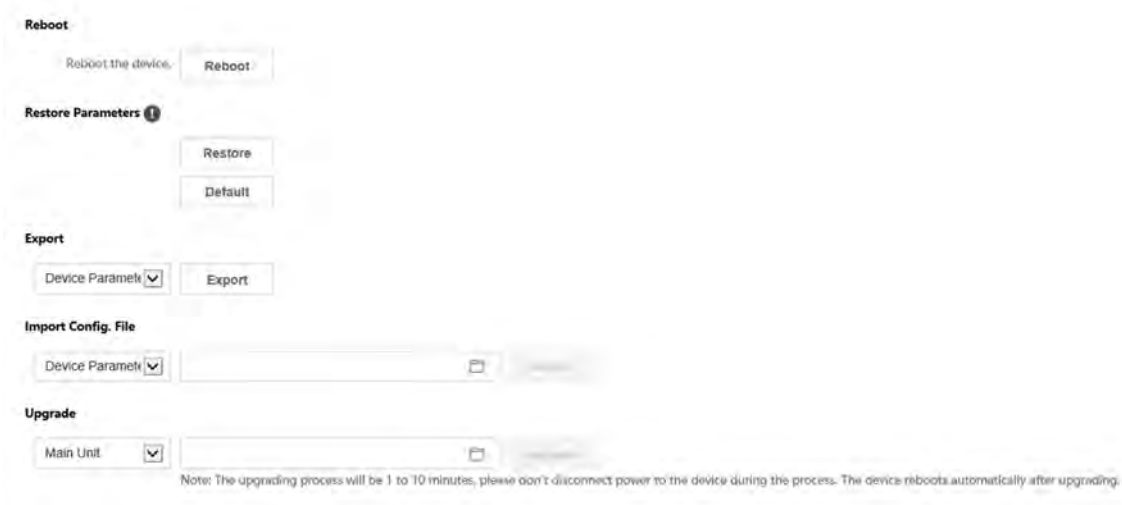 Reboot
Reboot the device. Reboot
Restore Parameters !
Restore
Default
Export
Device Paramete Export
Import Config. File
Device Paramete
Upgrade
Main Unit
Note: The upgrading process will be 1 to 10 minutes, please don't disconnect power to the device during the process. The device reboots automatically after upgrading.